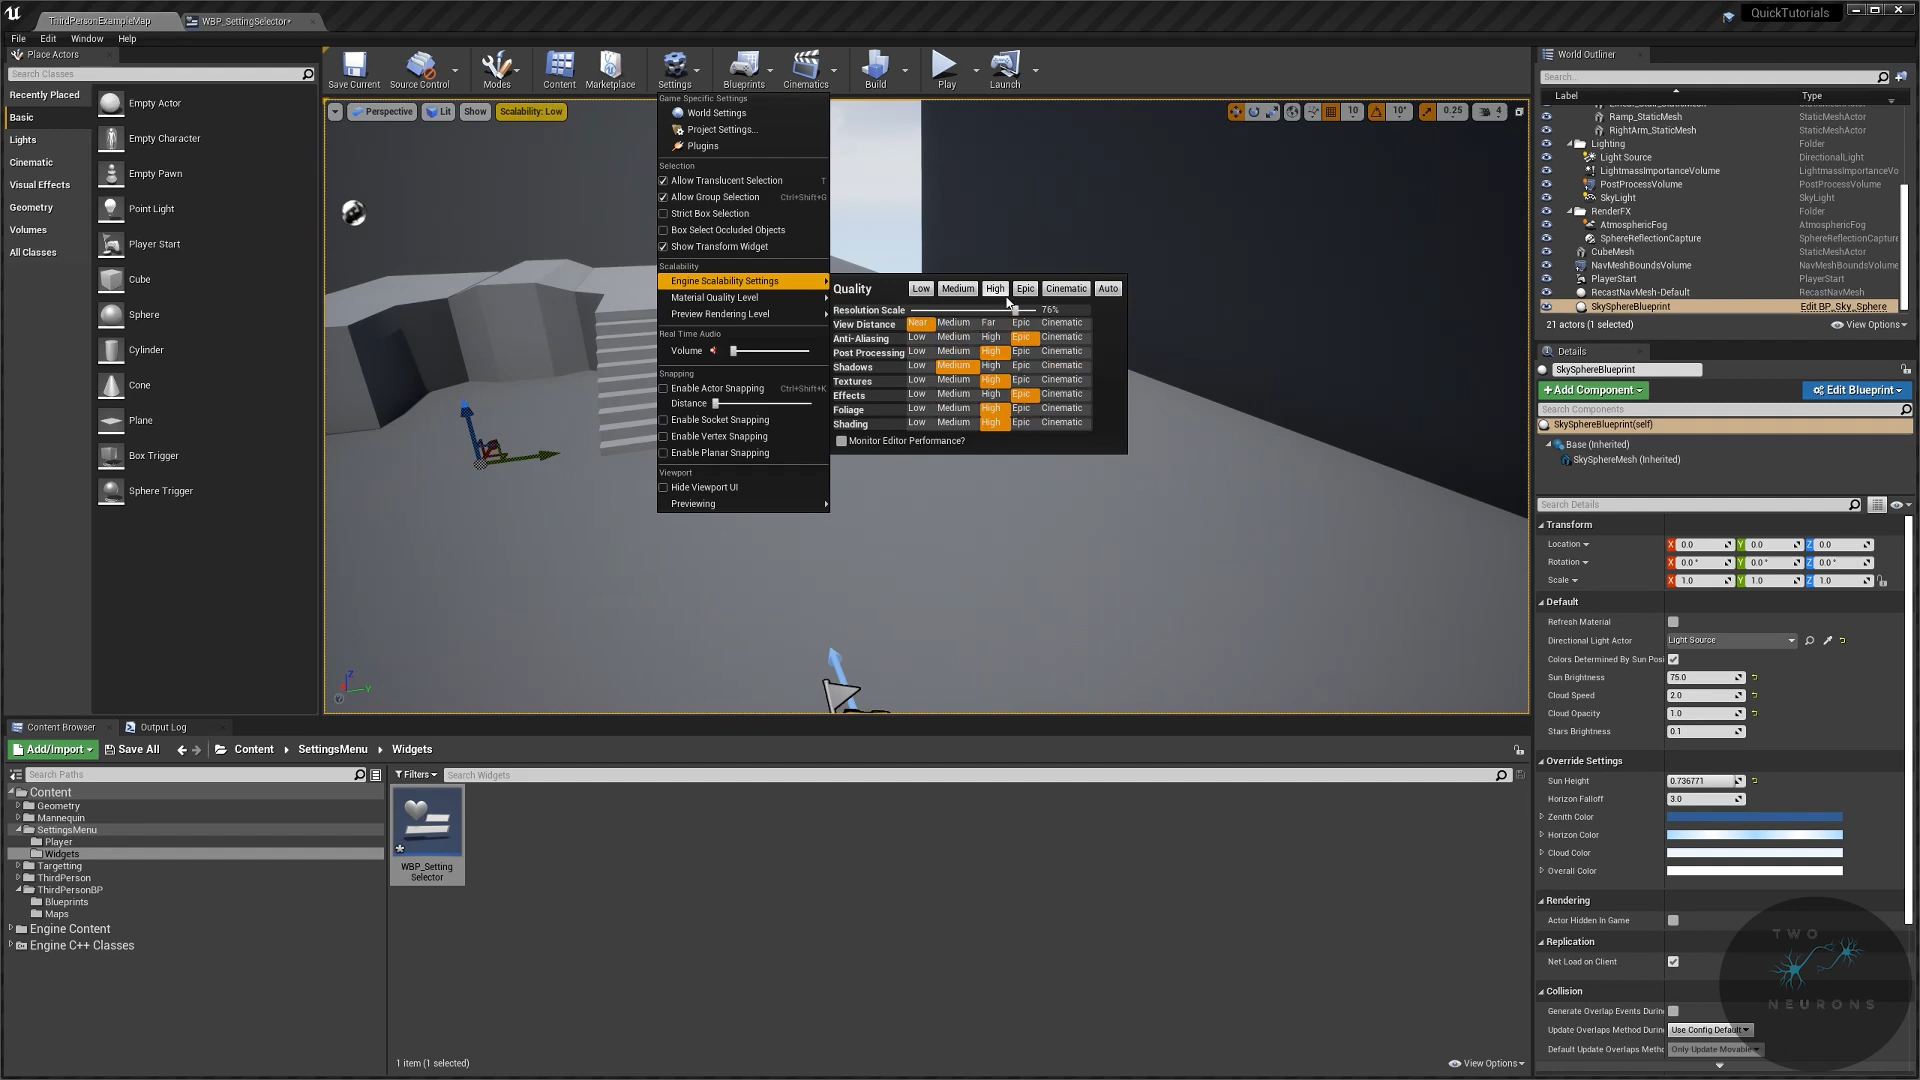 ThirdPersonExampleMap
WBP_SettingSelector*
QuickTutorials
File Edit Window Help
Place Actors
Search Classes
Recently Placed
Basic
Lights
Cinematic
Visual Effects
Geometry
Volumes
All Classes
Empty Actor
Empty Character
Empty Pawn
Point Light
Player Start
Cube
Sphere
Cylinder
Cone
Plane
Box Trigger
Sphere Trigger
Save Current
Source Control
Modes
Content
Marketplace
Settings
Blueprints
Cinematics
Build
Play
Launch
Perspective
Lit
Show
Scalability: Low
10
10°
0.25
4
Game Specific Settings
World Settings
Project Settings...
Plugins
Selection
Allow Translucent Selection T
Allow Group Selection Ctrl+Shift+G
Strict Box Selection
Box Select Occluded Objects
Show Transform Widget
Scalability
Engine Scalability Settings
Material Quality Level
Preview Rendering Level
Real Time Audio
Volume
Snapping
Enable Actor Snapping Ctrl+Shift+K
Distance
Enable Socket Snapping
Enable Vertex Snapping
Enable Planar Snapping
Viewport
Hide Viewport UI
Previewing
Quality Low Medium High Epic Cinematic Auto
Resolution Scale 76%
View Distance Near Medium Far Epic Cinematic
Anti-Aliasing Low Medium High Epic Cinematic
Post Processing Low Medium High Epic Cinematic
Shadows Low Medium High Epic Cinematic
Textures Low Medium High Epic Cinematic
Effects Low Medium High Epic Cinematic
Foliage Low Medium High Epic Cinematic
Shading Low Medium High Epic Cinematic
Monitor Editor Performance?
Z
Y
World Outliner
Search...
Label Type
Ramp_StaticMesh StaticMeshActor
RightArm_StaticMesh StaticMeshActor
Lighting Folder
Light Source DirectionalLight
LightmassImportanceVolume LightmassImportanceVo
PostProcessVolume PostProcessVolume
SkyLight SkyLight
RenderFX Folder
AtmosphericFog AtmosphericFog
SphereReflectionCapture SphereReflectionCapture
CubeMesh StaticMeshActor
NavMeshBoundsVolume NavMeshBoundsVolume
PlayerStart PlayerStart
RecastNavMesh-Default RecastNavMesh
SkySphereBlueprint Edit BP_Sky_Sphere
21 actors (1 selected)
View Options
Details
SkySphereBlueprint
+Add Component
Edit Blueprint
Search Components
SkySphereBlueprint(self)
Base (Inherited)
SkySphereMesh (Inherited)
Search Details
Transform
Location X 0.0 Y 0.0 Z 0.0
Rotation X 0.0° Y 0.0° Z 0.0°
Scale X 1.0 Y 1.0 Z 1.0
Default
Refresh Material
Directional Light Actor Light Source
Colors Determined By Sun Posi
Sun Brightness 75.0
Cloud Speed 2.0
Cloud Opacity 1.0
Stars Brightness 0.1
Override Settings
Sun Height 0.736771
Horizon Falloff 3.0
Zenith Color
Horizon Color
Cloud Color
Overall Color
Rendering
Actor Hidden In Game
Replication
Net Load on Client
Collision
Generate Overlap Events Durin
Update Overlaps Method Durin Use Config Default
Default Update Overlaps Metho Only Update Movable
TWO
NEURONS
Content Browser
Output Log
Add/Import
Save All
Content
SettingsMenu
Widgets
Search Paths
Filters
Search Widgets
Content
Geometry
Mannequin
SettingsMenu
Player
Widgets
Targetting
ThirdPerson
ThirdPersonBP
Blueprints
Maps
Engine Content
Engine C++ Classes
WBP_Setting
Selector
1 item (1 selected)
View Options